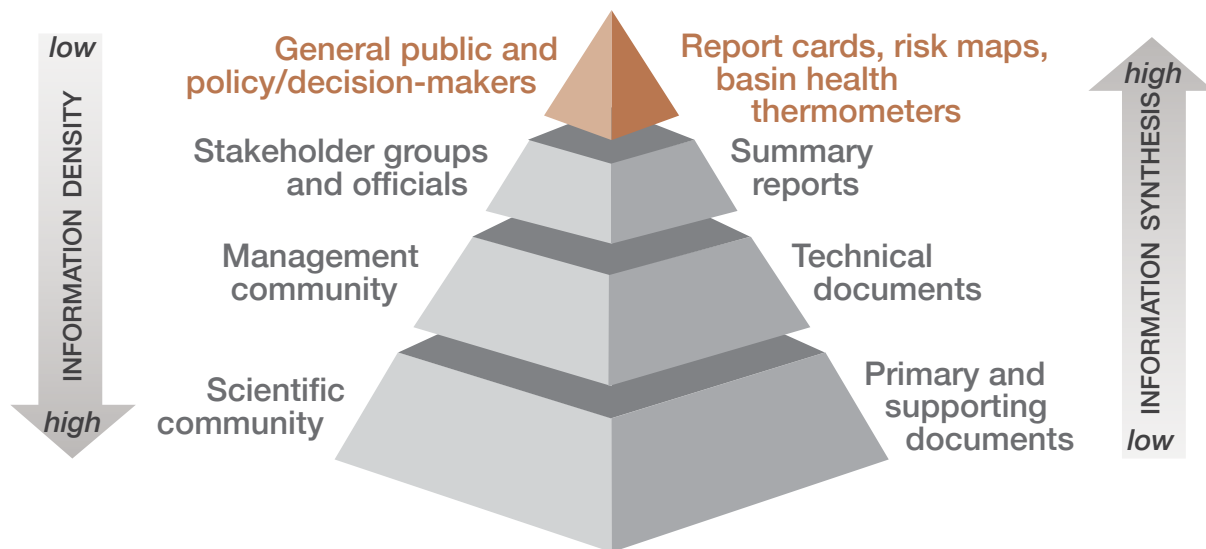 low
INFORMATION DENSITY
high
General public and
policy/decision-makers
Report cards, risk maps,
basin health
thermometers
Stakeholder groups
and officials
Summary
reports
Management
community
Technical
documents
Scientific
community
Primary and
supporting
documents
high
INFORMATION SYNTHESIS
low